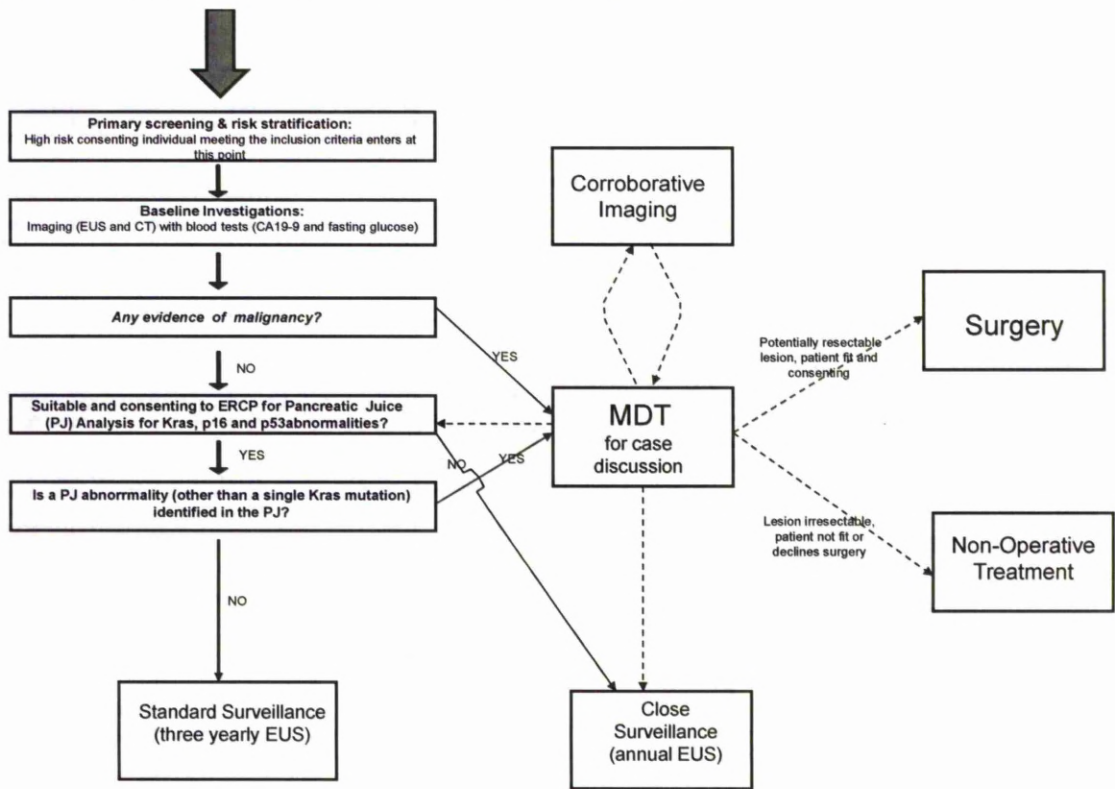 Primary screening & risk stratification:
High risk consenting individual meeting the inclusion criteria enters at
this point
Baseline Investigations:
Imaging (EUS and CT) with blood tests (CA19-9 and fasting glucose)
Any evidence of malignancy?
YES
NO
Suitable and consenting to ERCP for Pancreatic Juice
(PJ) Analysis for Kras, p16 and p53abnormalities?
YES
NO
YES
Is a PJ abnorrmality (other than a single Kras mutation)
identified in the PJ?
NO
Standard Surveillance
(three yearly EUS)
Corroborative
Imaging
MDT
for case
discussion
Close
Surveillance
(annual EUS)
Potentially resectable
lesion, patient fit and
consenting
Surgery
Lesion irresectable,
patient not fit or
declines surgery
Non-Operative
Treatment